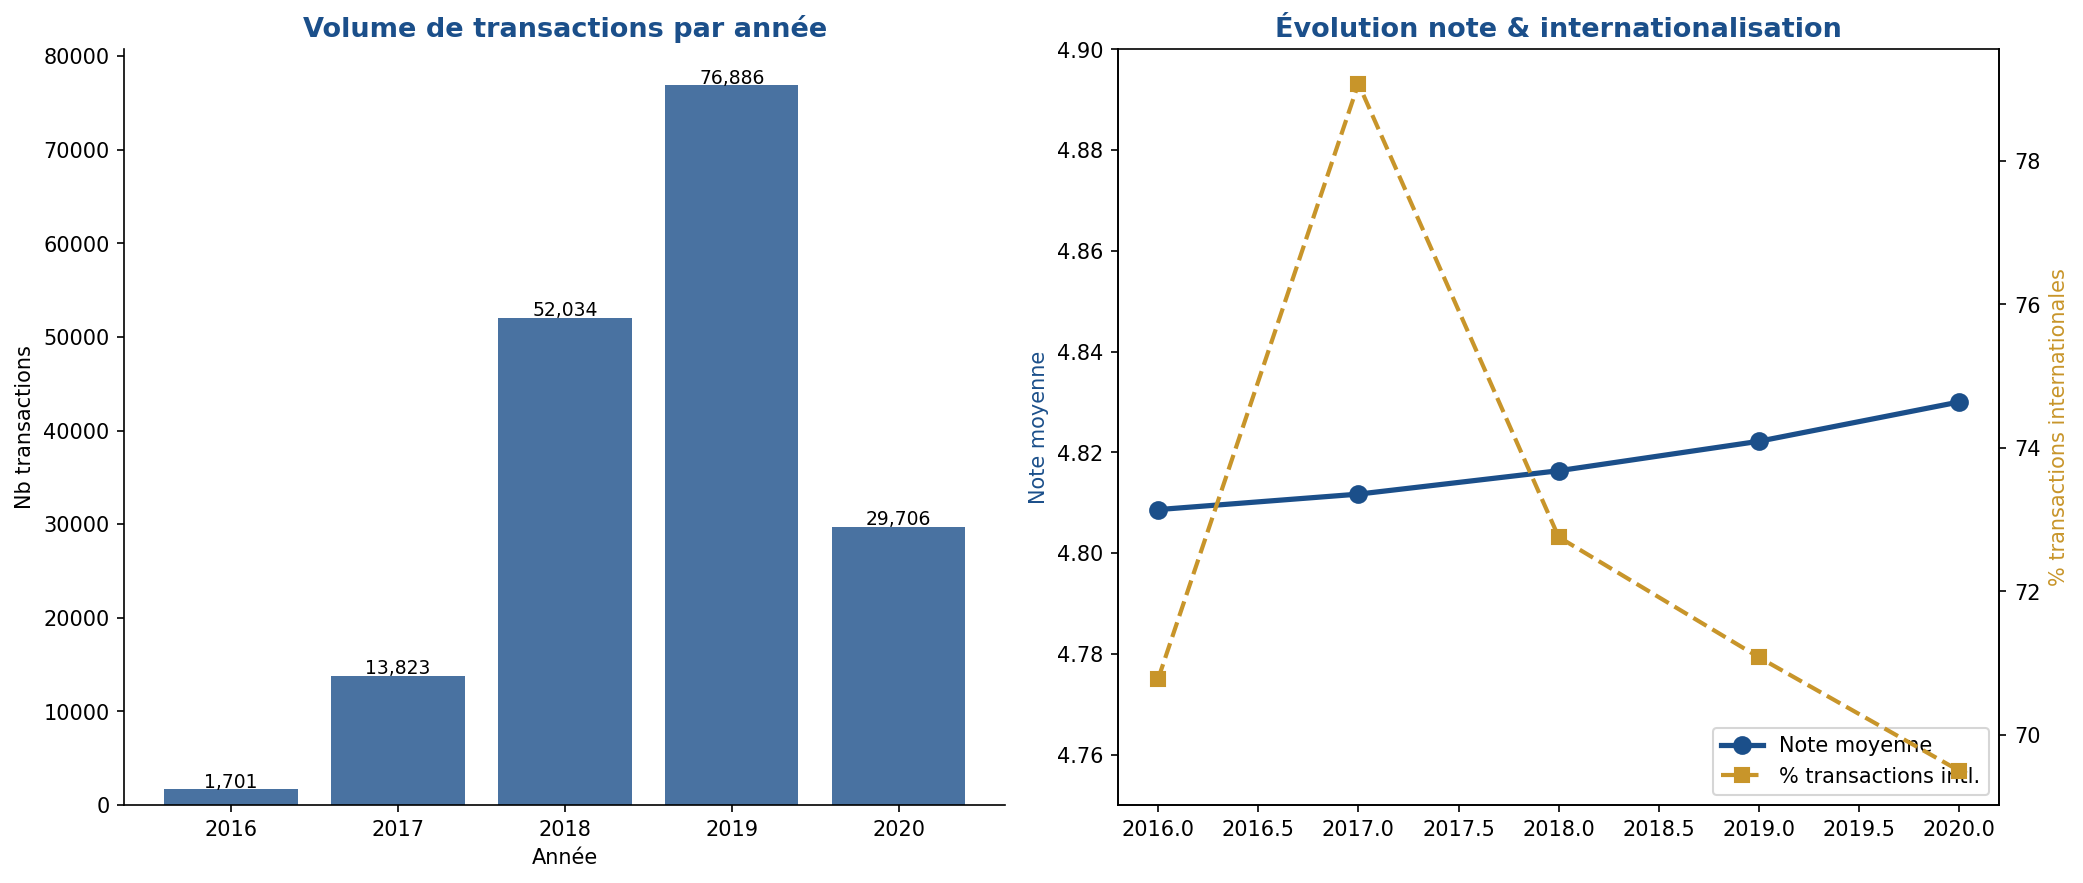 Volume de transactions par année
Nb transactions
80000
70000
60000
50000
40000
30000
20000
10000
0
1,701
13,823
52,034
76,886
29,706
2016 2017 2018 2019 2020
Année
Évolution note & internationalisation
Note moyenne
4.90
4.88
4.86
4.84
4.82
4.80
4.78
4.76
78
76
74
72
70
% transactions internationales
Note moyenne
% transactions intl.
2016.0 2016.5 2017.0 2017.5 2018.0 2018.5 2019.0 2019.5 2020.0